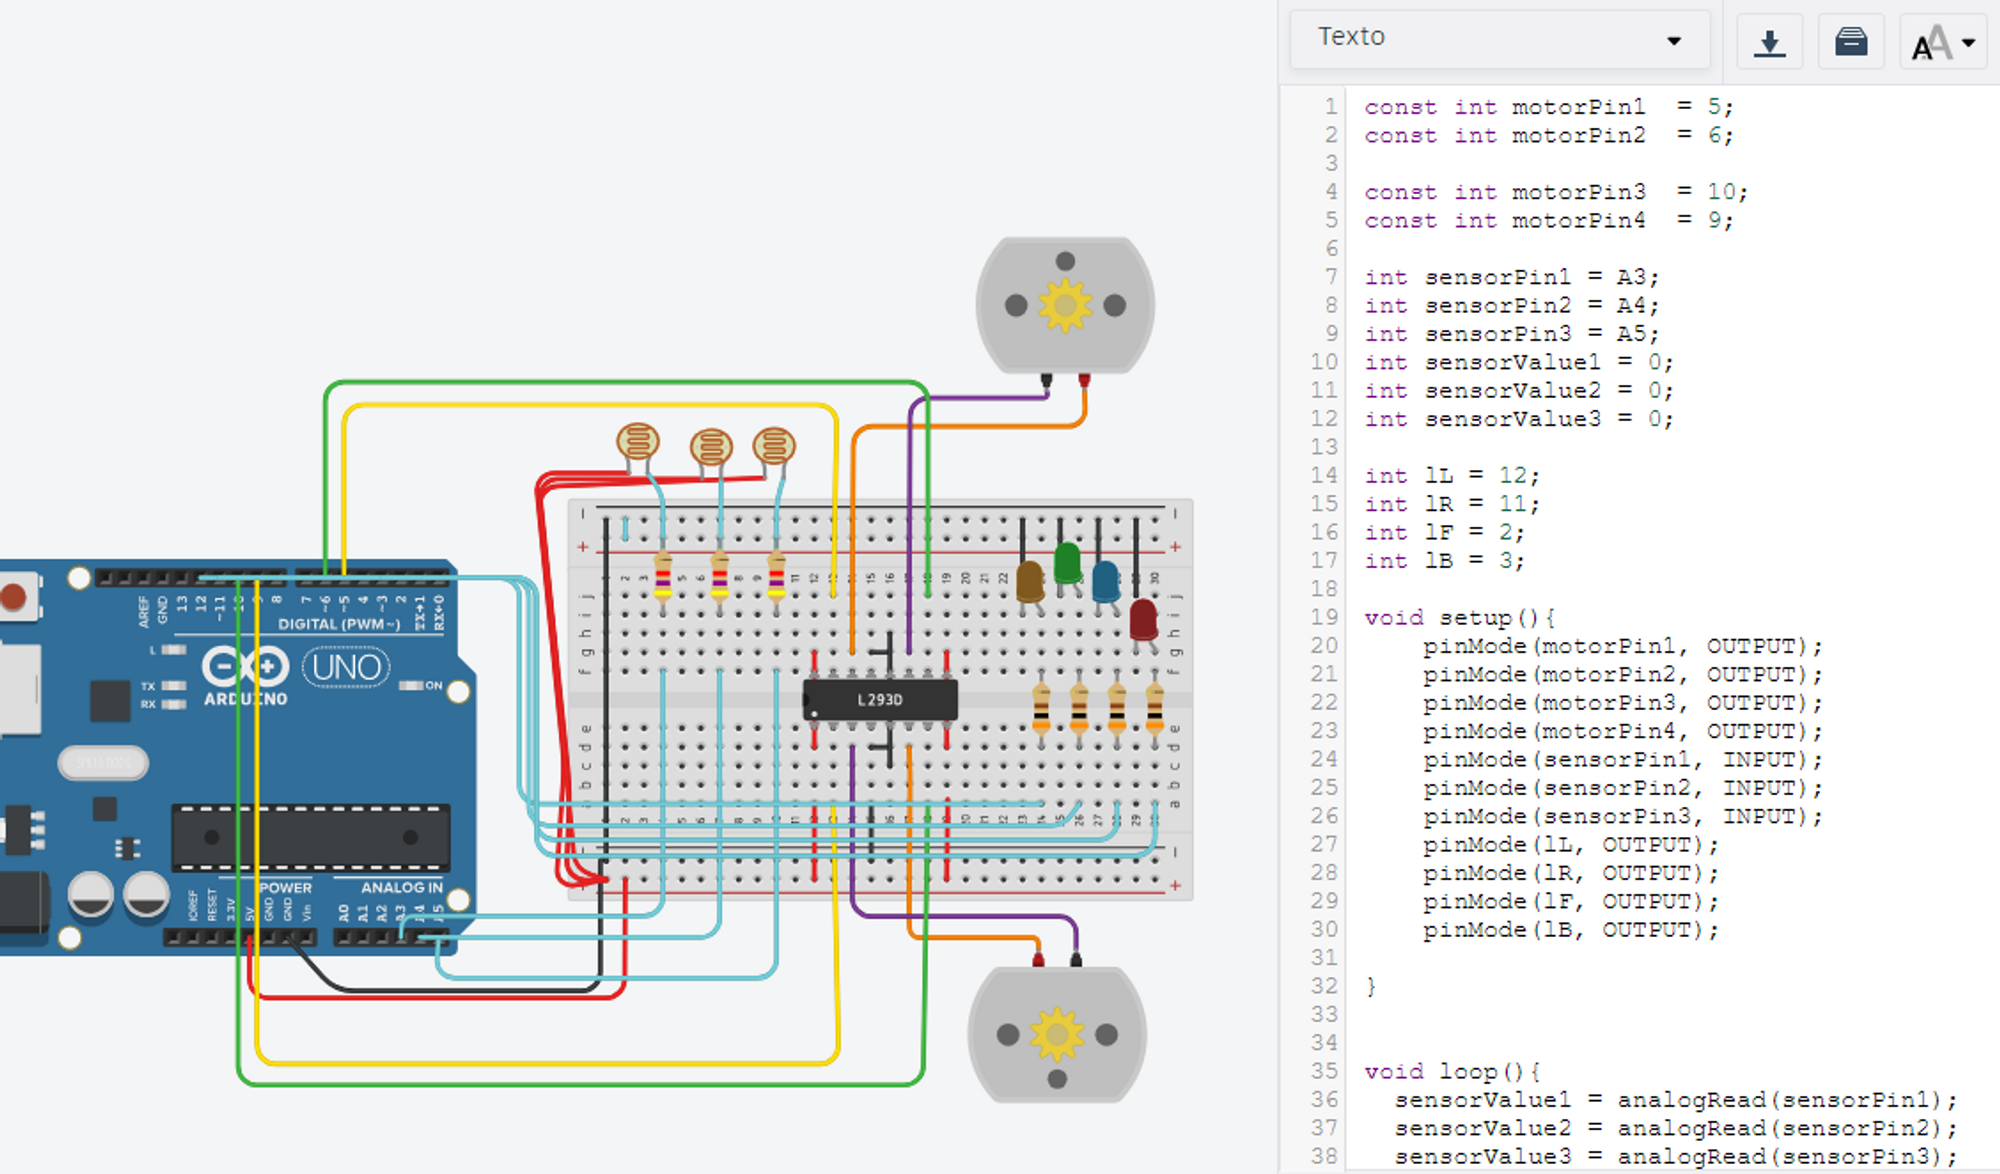 Texto
AA
1 const int motorPin1  = 5;
2 const int motorPin2  = 6;
3
4 const int motorPin3  = 10;
5 const int motorPin4  = 9;
6
7 int sensorPin1 = A3;
8 int sensorPin2 = A4;
9 int sensorPin3 = A5;
10 int sensorValue1 = 0;
11 int sensorValue2 = 0;
12 int sensorValue3 = 0;
13
14 int lL = 12;
15 int lR = 11;
16 int lF = 2;
17 int lB = 3;
18
19 void setup(){
20     pinMode(motorPin1, OUTPUT);
21     pinMode(motorPin2, OUTPUT);
22     pinMode(motorPin3, OUTPUT);
23     pinMode(motorPin4, OUTPUT);
24     pinMode(sensorPin1, INPUT);
25     pinMode(sensorPin2, INPUT);
26     pinMode(sensorPin3, INPUT);
27     pinMode(lL, OUTPUT);
28     pinMode(lR, OUTPUT);
29     pinMode(lF, OUTPUT);
30     pinMode(lB, OUTPUT);
31
32 }
33
34
35 void loop(){
36   sensorValue1 = analogRead(sensorPin1);
37   sensorValue2 = analogRead(sensorPin2);
38   sensorValue3 = analogRead(sensorPin3);
AREF GND 13 12 ~11 10 9 8 7 ~6 ~5 4 ~3 2 TX→1 RX←0
DIGITAL (PWM~)
L
TX
RX
UNO
ARDUINO
ON
L293D
POWER
ANALOG IN
IOREF RESET 3.3V 5V GND GND Vin A0 A1 A2 A3 A4 A5
j
i
h
g
f
e
d
c
b
a